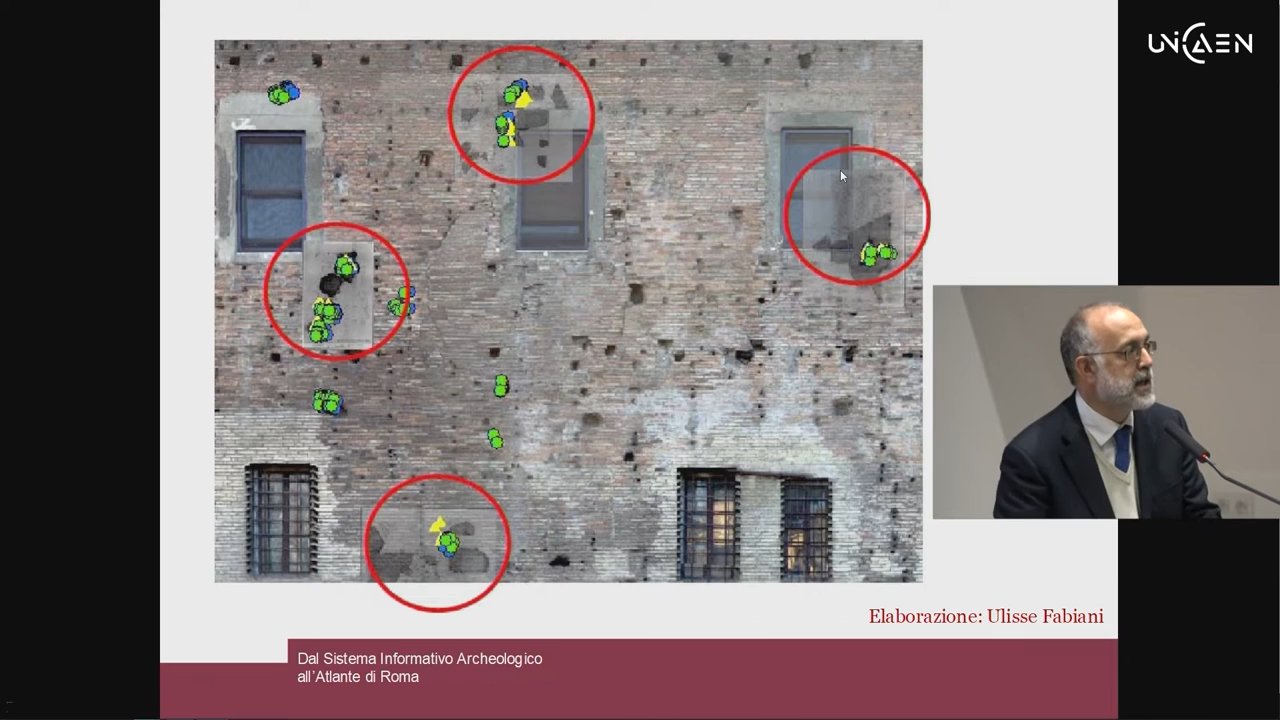 UNICAEN
Elaborazione: Ulisse Fabiani
Dal Sistema Informativo Archeologico
all'Atlante di Roma